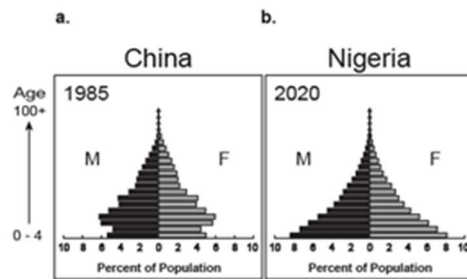 a.
b.
China
Nigeria
Age
100+
0 - 4
1985
M
F
10 8 6 4 2 0 2 4 6 8 10
Percent of Population
2020
M
F
10 8 6 4 2 0 2 4 6 8 10
Percent of Population